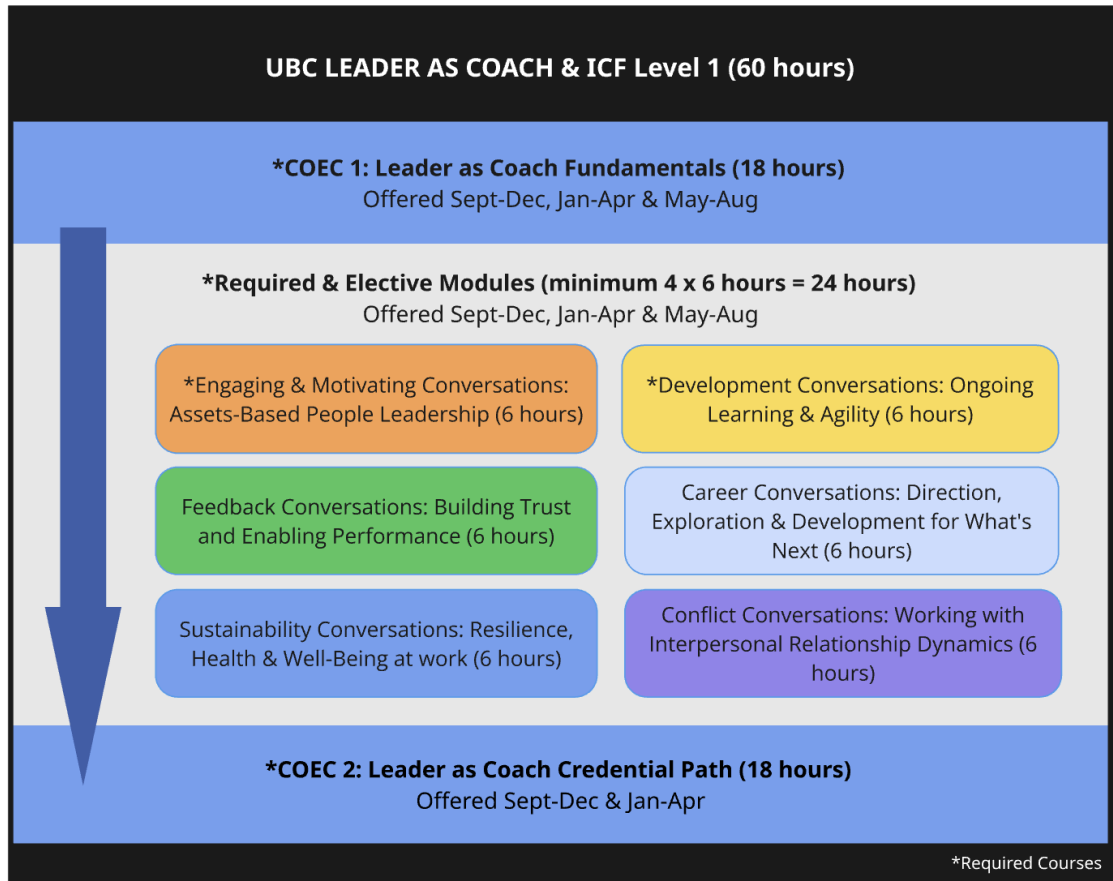 UBC LEADER AS COACH & ICF Level 1 (60 hours)
*COEC 1: Leader as Coach Fundamentals (18 hours)
Offered Sept-Dec, Jan-Apr & May-Aug
*Required & Elective Modules (minimum 4 x 6 hours = 24 hours)
Offered Sept-Dec, Jan-Apr & May-Aug
*Engaging & Motivating Conversations:
Assets-Based People Leadership (6 hours)
*Development Conversations: Ongoing
Learning & Agility (6 hours)
Feedback Conversations: Building Trust
and Enabling Performance (6 hours)
Career Conversations: Direction,
Exploration & Development for What's
Next (6 hours)
Sustainability Conversations: Resilience,
Health & Well-Being at work (6 hours)
Conflict Conversations: Working with
Interpersonal Relationship Dynamics (6
hours)
*COEC 2: Leader as Coach Credential Path (18 hours)
Offered Sept-Dec & Jan-Apr
*Required Courses